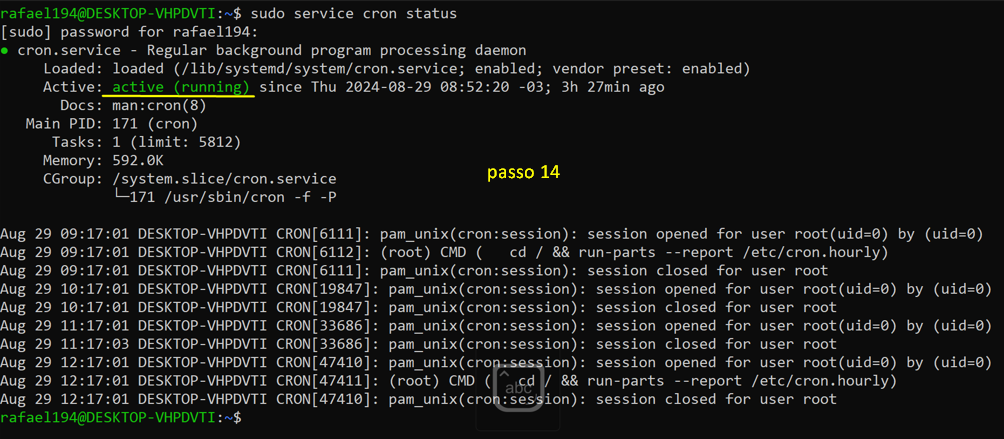 rafael194@DESKTOP-VHPDVTI:~$ sudo service cron status
[sudo] password for rafael194:
● cron.service - Regular background program processing daemon
Loaded: loaded (/lib/systemd/system/cron.service; enabled; vendor preset: enabled)
Active: active (running) since Thu 2024-08-29 08:52:20 -03; 3h 27min ago
Docs: man:cron(8)
Main PID: 171 (cron)
Tasks: 1 (limit: 5812)
Memory: 592.0K
passo 14
CGroup: /system.slice/cron.service
└─171 /usr/sbin/cron -f -P
Aug 29 09:17:01 DESKTOP-VHPDVTI CRON[6111]: pam_unix(cron:session): session opened for user root(uid=0) by (uid=0)
Aug 29 09:17:01 DESKTOP-VHPDVTI CRON[6112]: (root) CMD (   cd / && run-parts --report /etc/cron.hourly)
Aug 29 09:17:01 DESKTOP-VHPDVTI CRON[6111]: pam_unix(cron:session): session closed for user root
Aug 29 10:17:01 DESKTOP-VHPDVTI CRON[19847]: pam_unix(cron:session): session opened for user root(uid=0) by (uid=0)
Aug 29 10:17:01 DESKTOP-VHPDVTI CRON[19847]: pam_unix(cron:session): session closed for user root
Aug 29 11:17:01 DESKTOP-VHPDVTI CRON[33686]: pam_unix(cron:session): session opened for user root(uid=0) by (uid=0)
Aug 29 11:17:03 DESKTOP-VHPDVTI CRON[33686]: pam_unix(cron:session): session closed for user root
Aug 29 12:17:01 DESKTOP-VHPDVTI CRON[47410]: pam_unix(cron:session): session opened for user root(uid=0) by (uid=0)
Aug 29 12:17:01 DESKTOP-VHPDVTI CRON[47411]: (root) CMD (   cd / && run-parts --report /etc/cron.hourly)
abc
Aug 29 12:17:01 DESKTOP-VHPDVTI CRON[47410]: pam_unix(cron:session): session closed for user root
rafael194@DESKTOP-VHPDVTI:~$